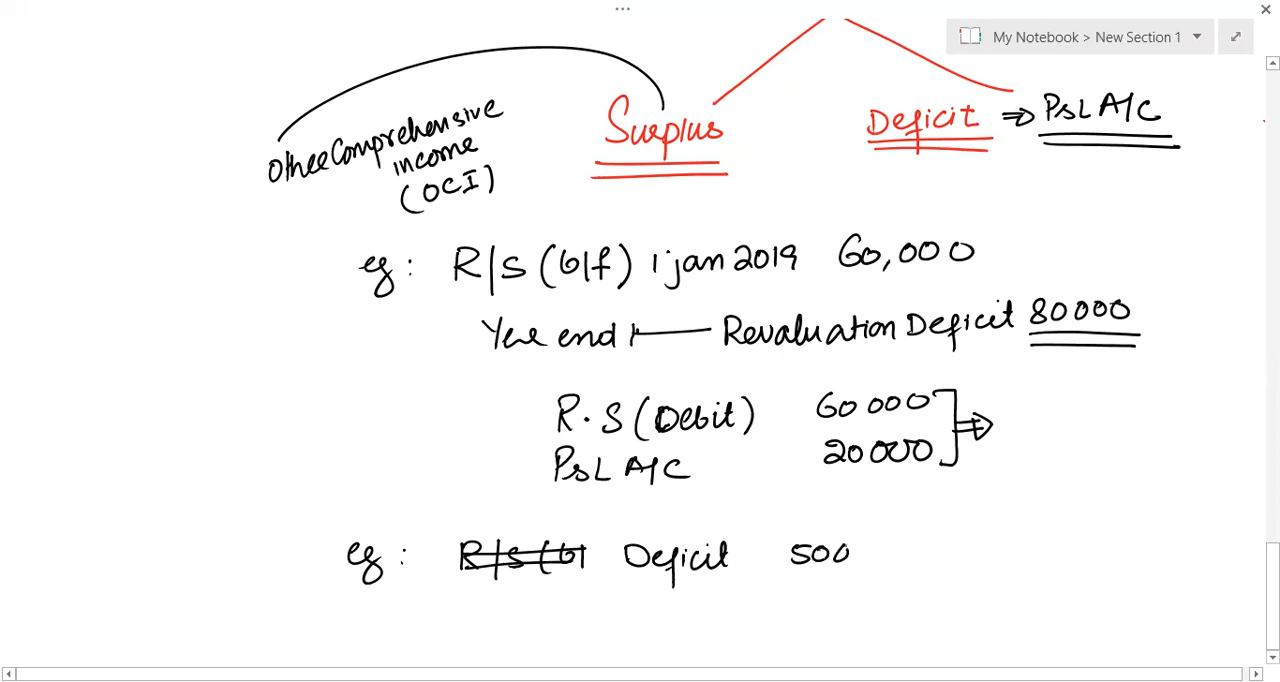 My Notebook > New Section 1
Surplus
Deficit ⇒ P&L A/C
Other Comprehensive
income
(OCI)
eg: R/S (b/f) 1 jan 2019 60,000
Year end Revaluation Deficit 80000
R.S (Debit) 60000
P&L A/C 20000
eg: R/S (b/ Deficit 500